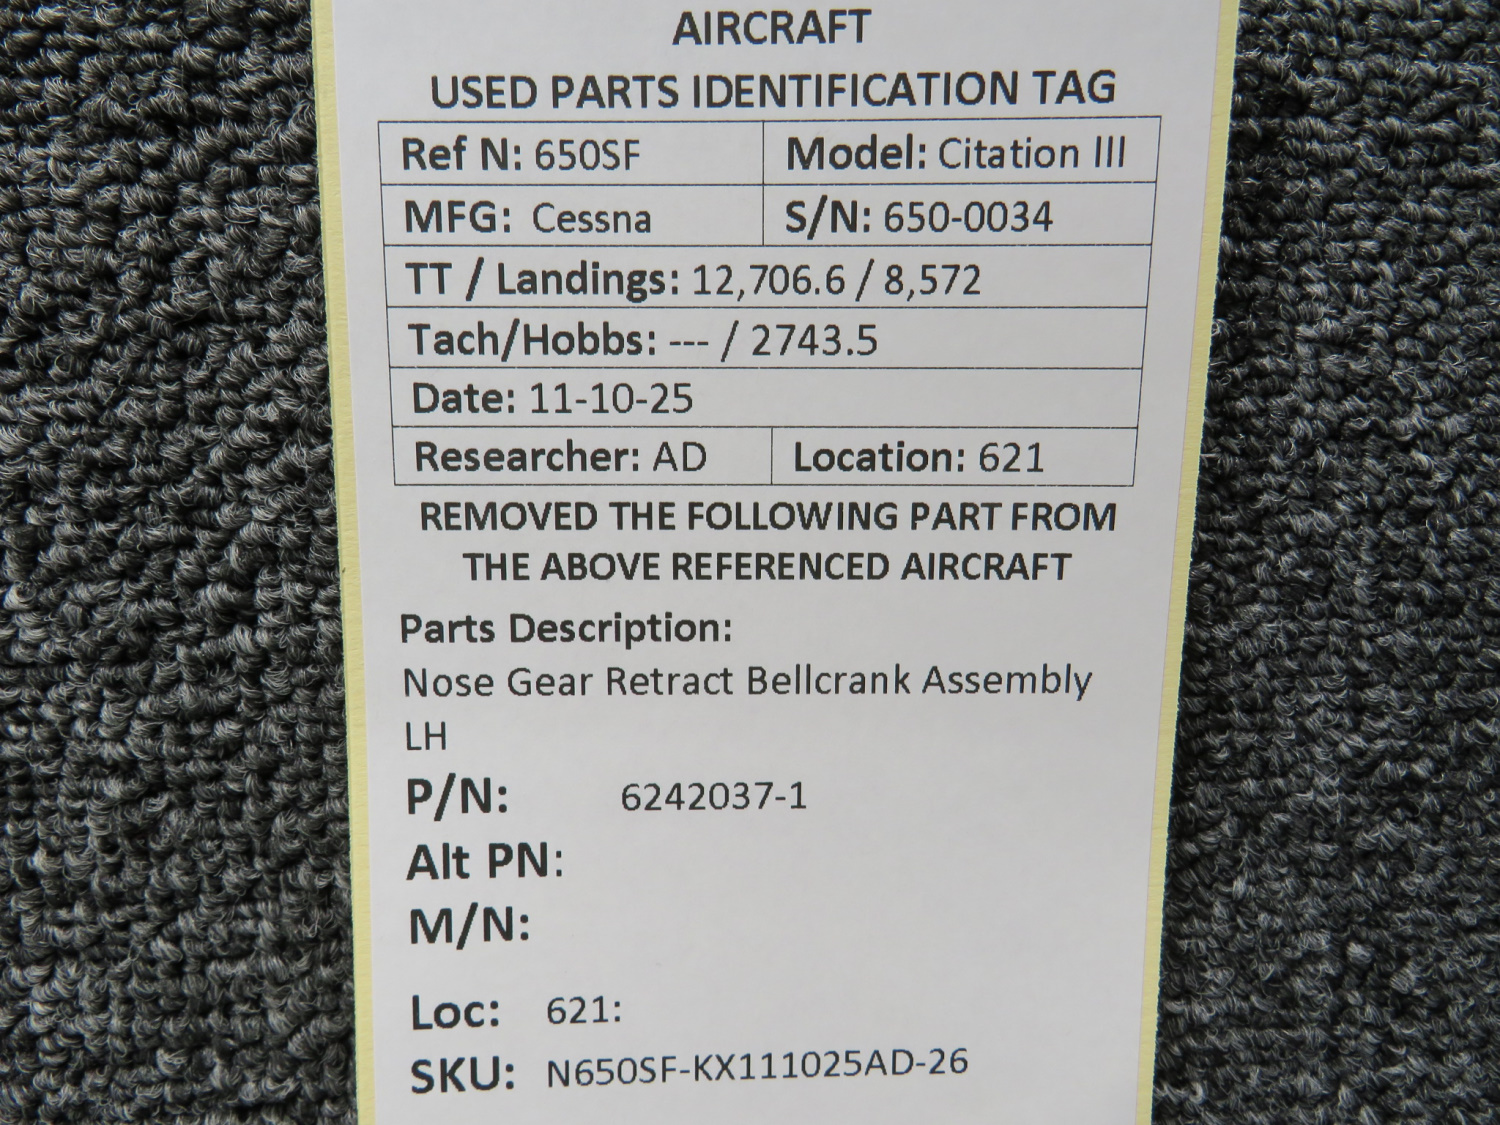 AIRCRAFT
USED PARTS IDENTIFICATION TAG
Ref N: 650SF Model: Citation III
MFG: Cessna S/N: 650-0034
TT / Landings: 12,706.6 / 8,572
Tach/Hobbs: --- / 2743.5
Date: 11-10-25
Researcher: AD Location: 621
REMOVED THE FOLLOWING PART FROM
THE ABOVE REFERENCED AIRCRAFT
Parts Description:
Nose Gear Retract Bellcrank Assembly
LH
P/N: 6242037-1
Alt PN:
M/N:
Loc: 621:
SKU: N650SF-KX111025AD-26